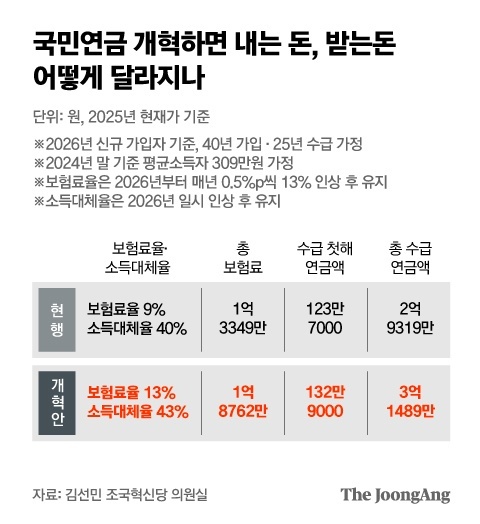 국민연금 개혁하면 내는 돈, 받는돈
어떻게 달라지나
단위: 원, 2025년 현재가 기준
※2026년 신규 가입자 기준, 40년 가입 · 25년 수급 가정
※2024년 말 기준 평균소득자 309만원 가정
※보험료율은 2026년부터 매년 0.5%p씩 13% 인상 후 유지
※소득대체율은 2026년 일시 인상 후 유지
보험료율· 총 수급 첫해 총 수급
소득대체율 보험료 연금액 연금액
현행
보험료율 9% 1억 123만 2억
소득대체율 40% 3349만 7000 9319만
개혁안
보험료율 13% 1억 132만 3억
소득대체율 43% 8762만 9000 1489만
자료: 김선민 조국혁신당 의원실 The JoongAng